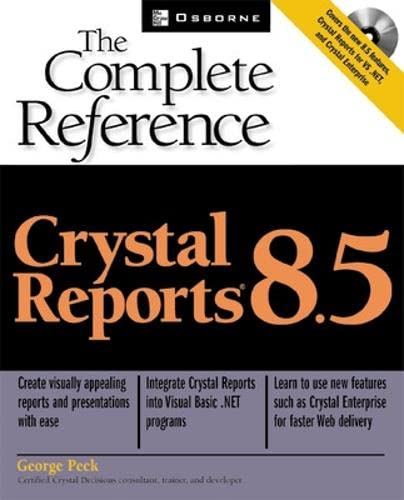 OSBORNE
Covers the new 8.5 features,
Crystal Reports for VS .NET,
and Crystal Enterprise
The
Complete
Reference
Crystal
Reports®
8.5
Create visually appealing
reports and presentations
with ease
Integrate Crystal Reports
into Visual Basic .NET
programs
Learn to use new features
such as Crystal Enterprise
for faster Web delivery
George Peck
Certified Crystal Decisions consultant, trainer, and developer